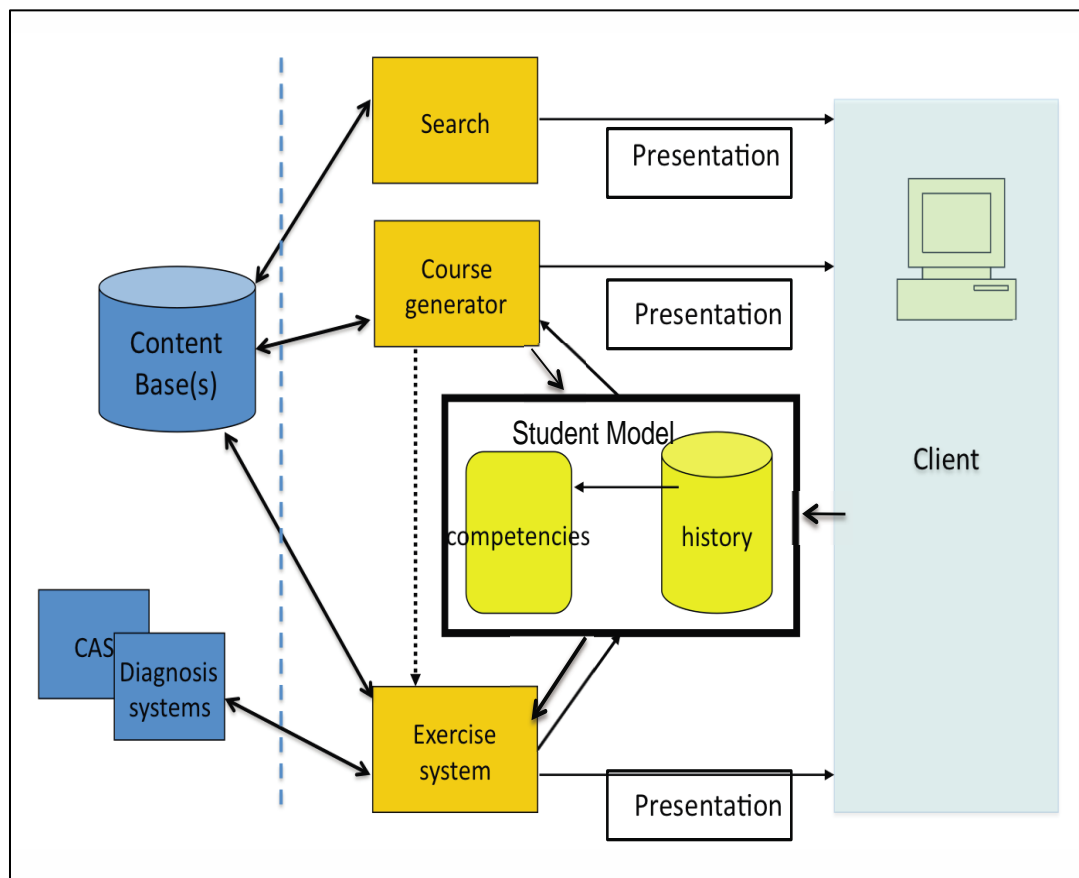 Search
Presentation
Course
generator
Presentation
Content
Base(s)
Student Model
competencies
history
Client
CAS
Diagnosis
systems
Exercise
system
Presentation